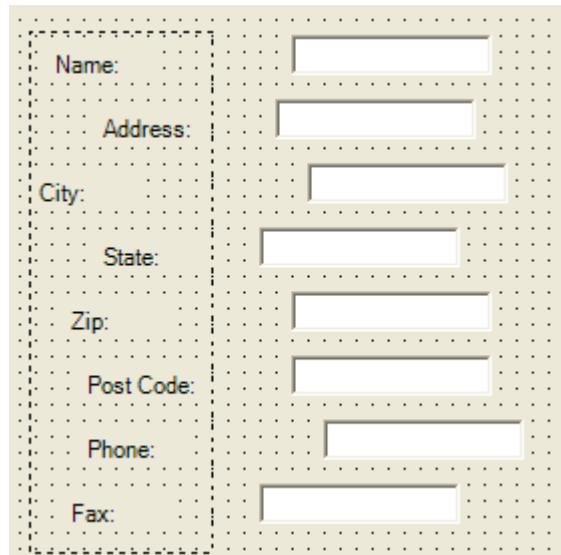 Name:
Address:
City:
State:
Zip:
Post Code:
Phone:
Fax: